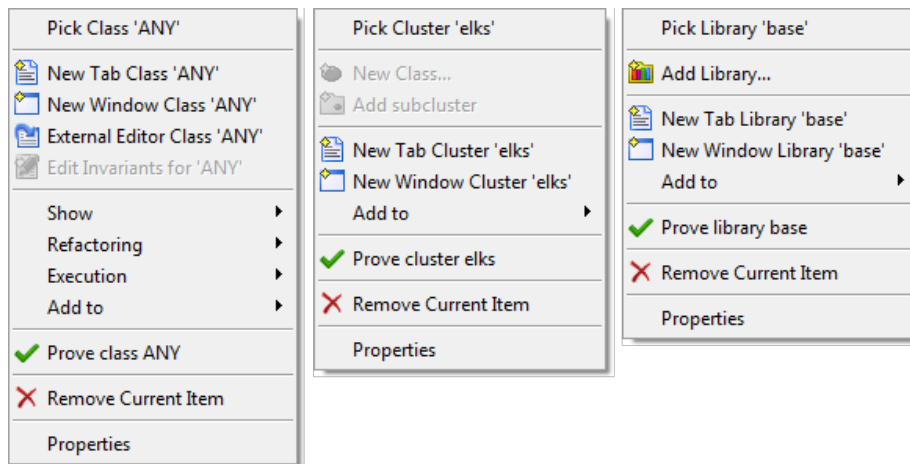 Pick Class 'ANY'
New Tab Class 'ANY'
New Window Class 'ANY'
External Editor Class 'ANY'
Edit Invariants for 'ANY'
Show
Refactoring
Execution
Add to
Prove class ANY
Remove Current Item
Properties
Pick Cluster 'elks'
New Class...
Add subcluster
New Tab Cluster 'elks'
New Window Cluster 'elks'
Add to
Prove cluster elks
Remove Current Item
Properties
Pick Library 'base'
Add Library...
New Tab Library 'base'
New Window Library 'base'
Add to
Prove library base
Remove Current Item
Properties